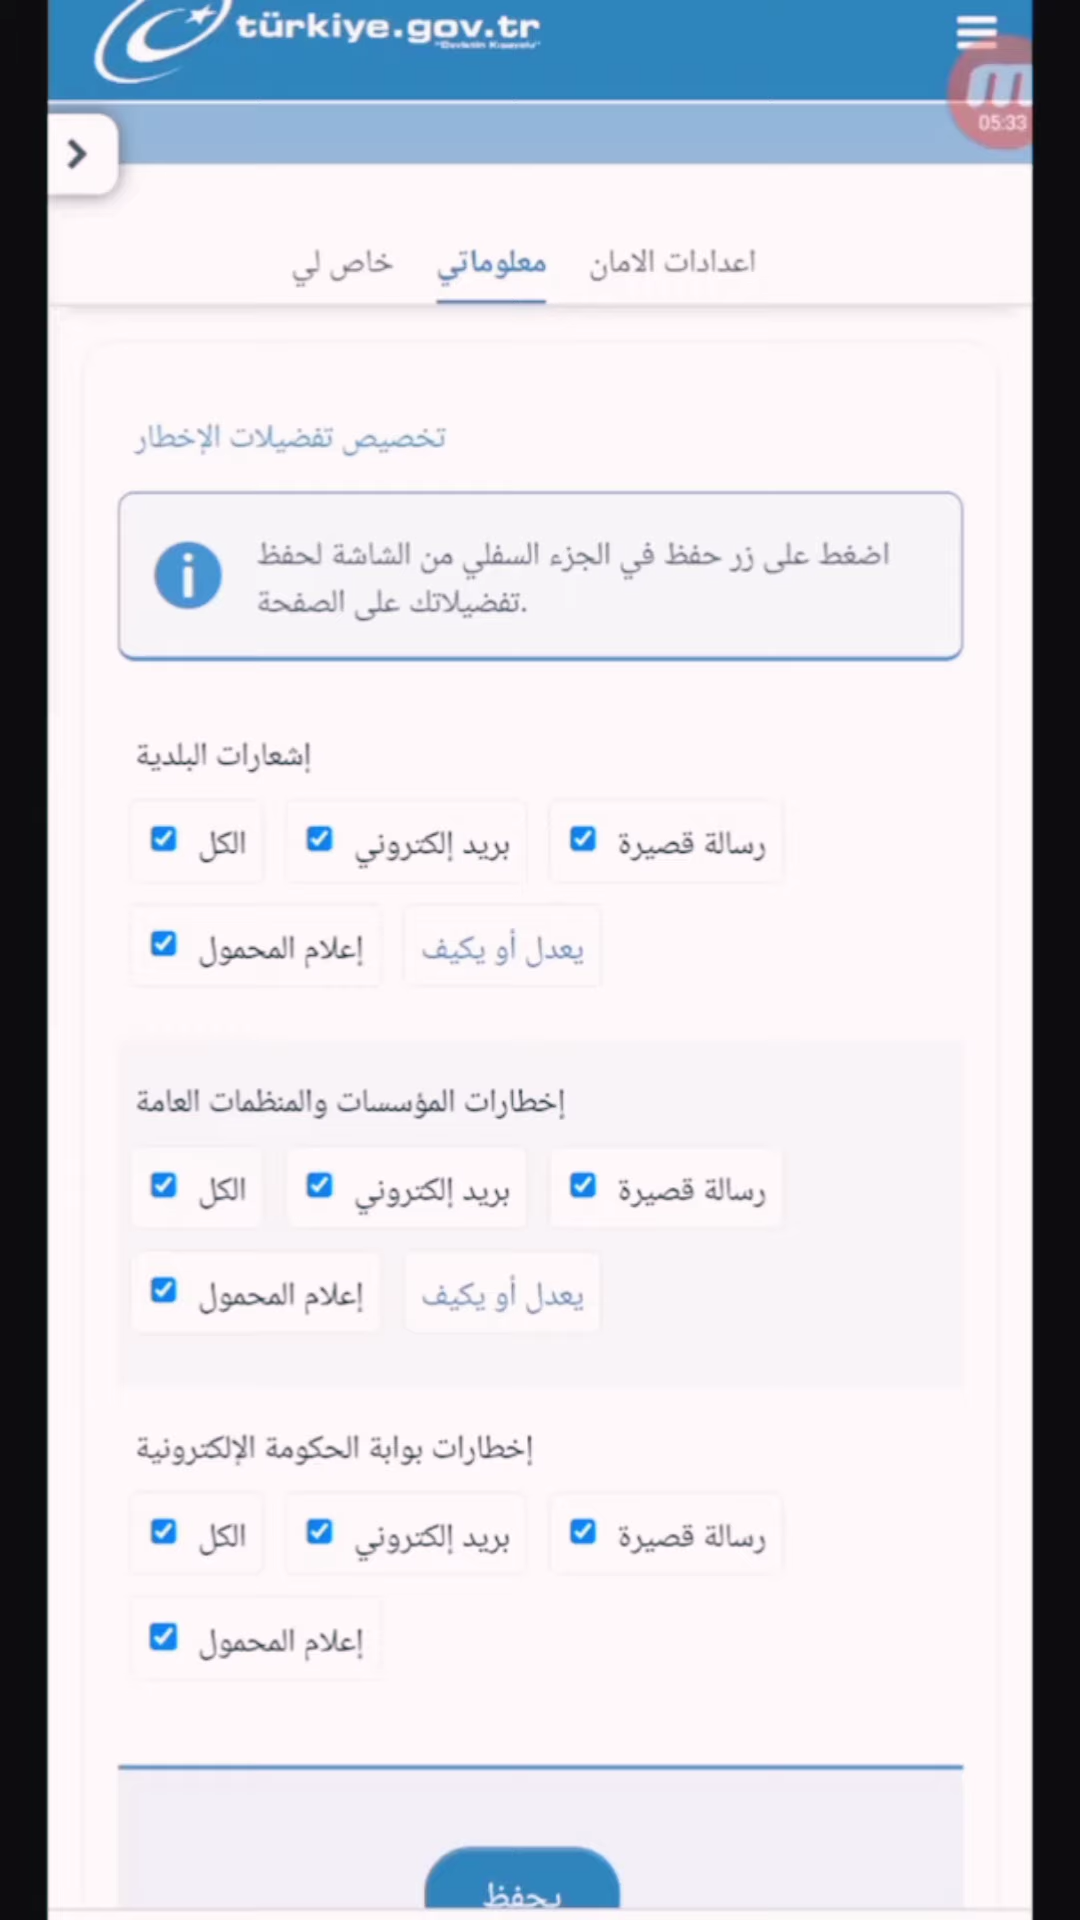 türkiye.gov.tr
"Devletin Kısayolu"
05:33
خاص لي معلوماتي اعدادات الامان
تخصيص تفضيلات الإخطار
اضغط على زر حفظ في الجزء السفلي من الشاشة لحفظ
تفضيلاتك على الصفحة.
إشعارات البلدية
الكل بريد إلكتروني رسالة قصيرة
إعلام المحمول يعدل أو يكيف
إخطارات المؤسسات والمنظمات العامة
الكل بريد إلكتروني رسالة قصيرة
إعلام المحمول يعدل أو يكيف
إخطارات بوابة الحكومة الإلكترونية
الكل بريد إلكتروني رسالة قصيرة
إعلام المحمول
يحفظ